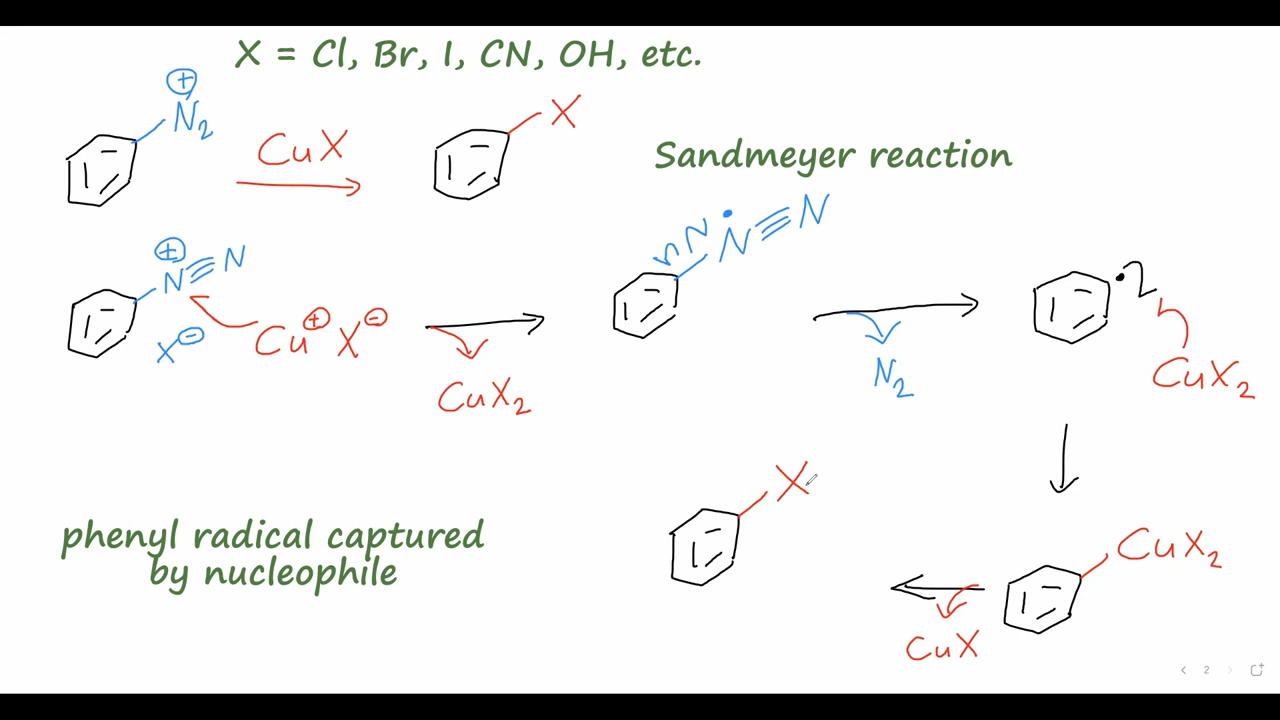 X = Cl, Br, I, CN, OH, etc.
⊕
N₂
CuX
X
Sandmeyer reaction
⊕
N≡N
X⊖
Cu⊕ X⊖
CuX₂
•
N≡N
N₂
•
CuX₂
X
phenyl radical captured
by nucleophile
CuX₂
CuX
2